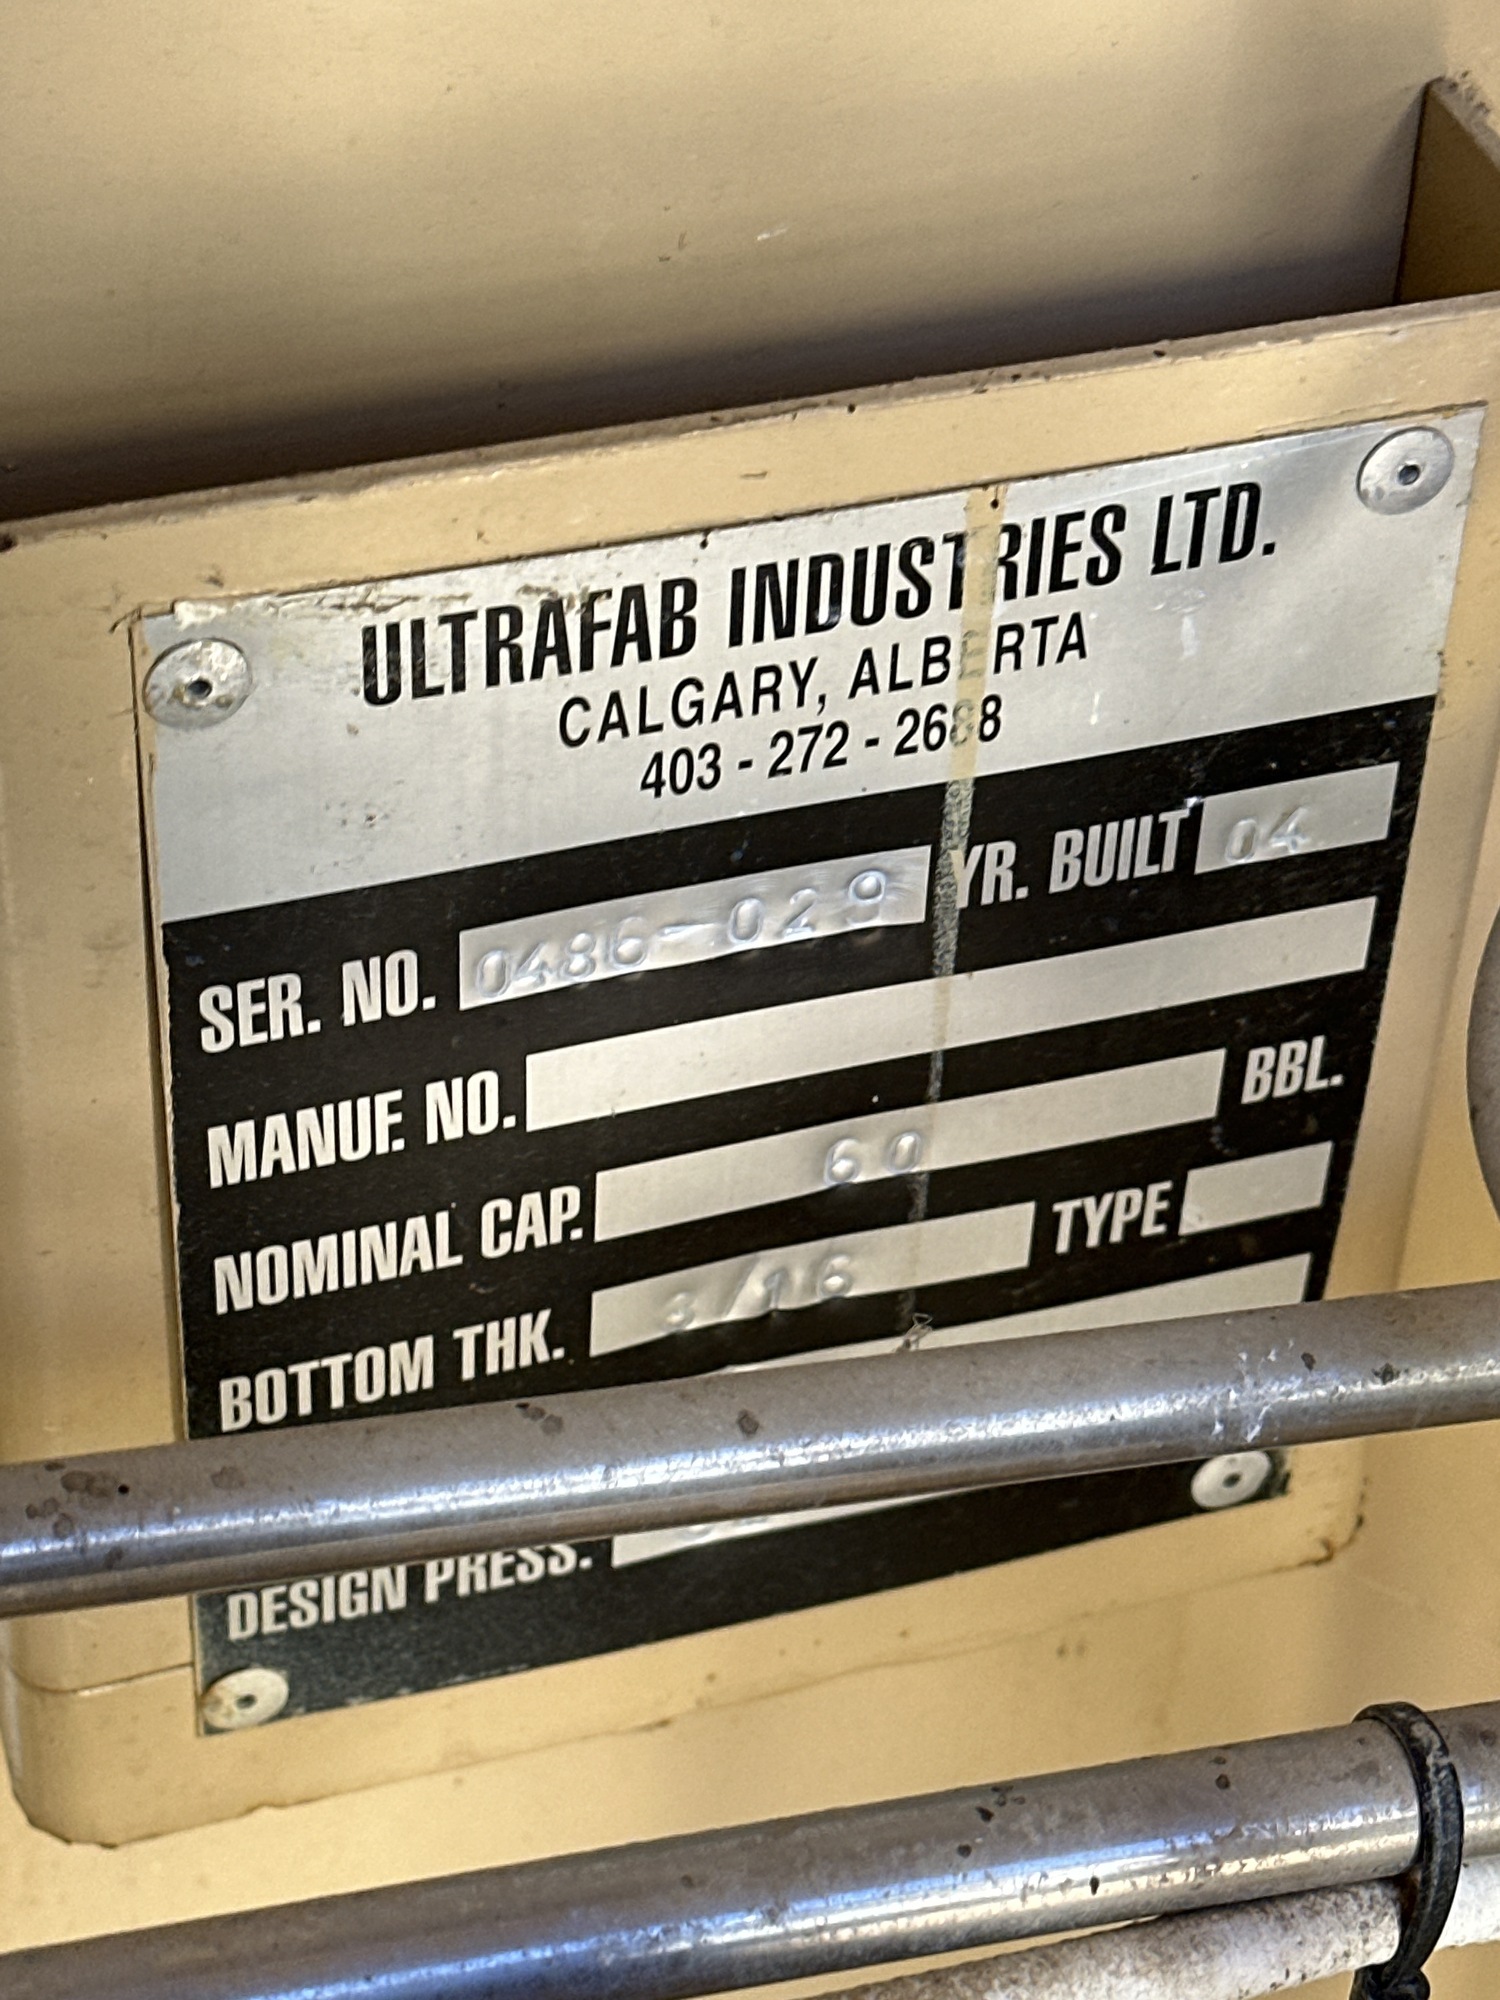 ULTRAFAB INDUSTRIES LTD.
CALGARY, ALBERTA
403 - 272 - 2688
SER. NO. 0486-029 YR. BUILT 04
MANUF. NO.
NOMINAL CAP. 60 BBL.
BOTTOM THK. 3/16 TYPE
DESIGN PRESS.